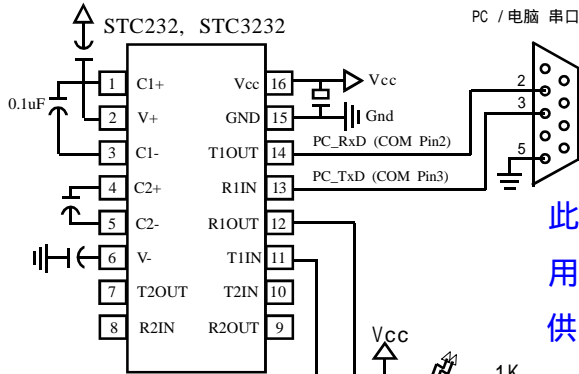 STC232, STC3232
PC / 电脑 串口
0.1uF
1 C1+ Vcc 16 Vcc
2 V+ GND 15 Gnd
3 C1- T1OUT 14 PC_RxD (COM Pin2)
4 C2+ R1IN 13 PC_TxD (COM Pin3)
5 C2- R1OUT 12
6 V- T1IN 11
7 T2OUT T2IN 10
8 R2IN R2OUT 9
2
3
5
此
用
供
Vcc
1K